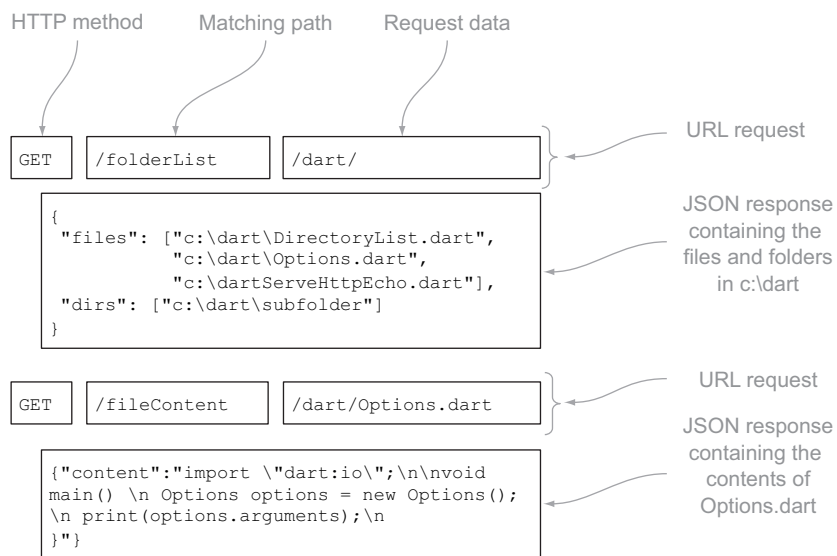 HTTP method Matching path Request data
GET /folderList /dart/
URL request
{
"files": ["c:\dart\DirectoryList.dart",
"c:\dart\Options.dart",
"c:\dartServeHttpEcho.dart"],
"dirs": ["c:\dart\subfolder"]
}
JSON response
containing the
files and folders
in c:\dart
GET /fileContent /dart/Options.dart
URL request
{"content":"import \"dart:io\";\n\nvoid
main() \n Options options = new Options();
\n print(options.arguments);\n
}"}
JSON response
containing the
contents of
Options.dart